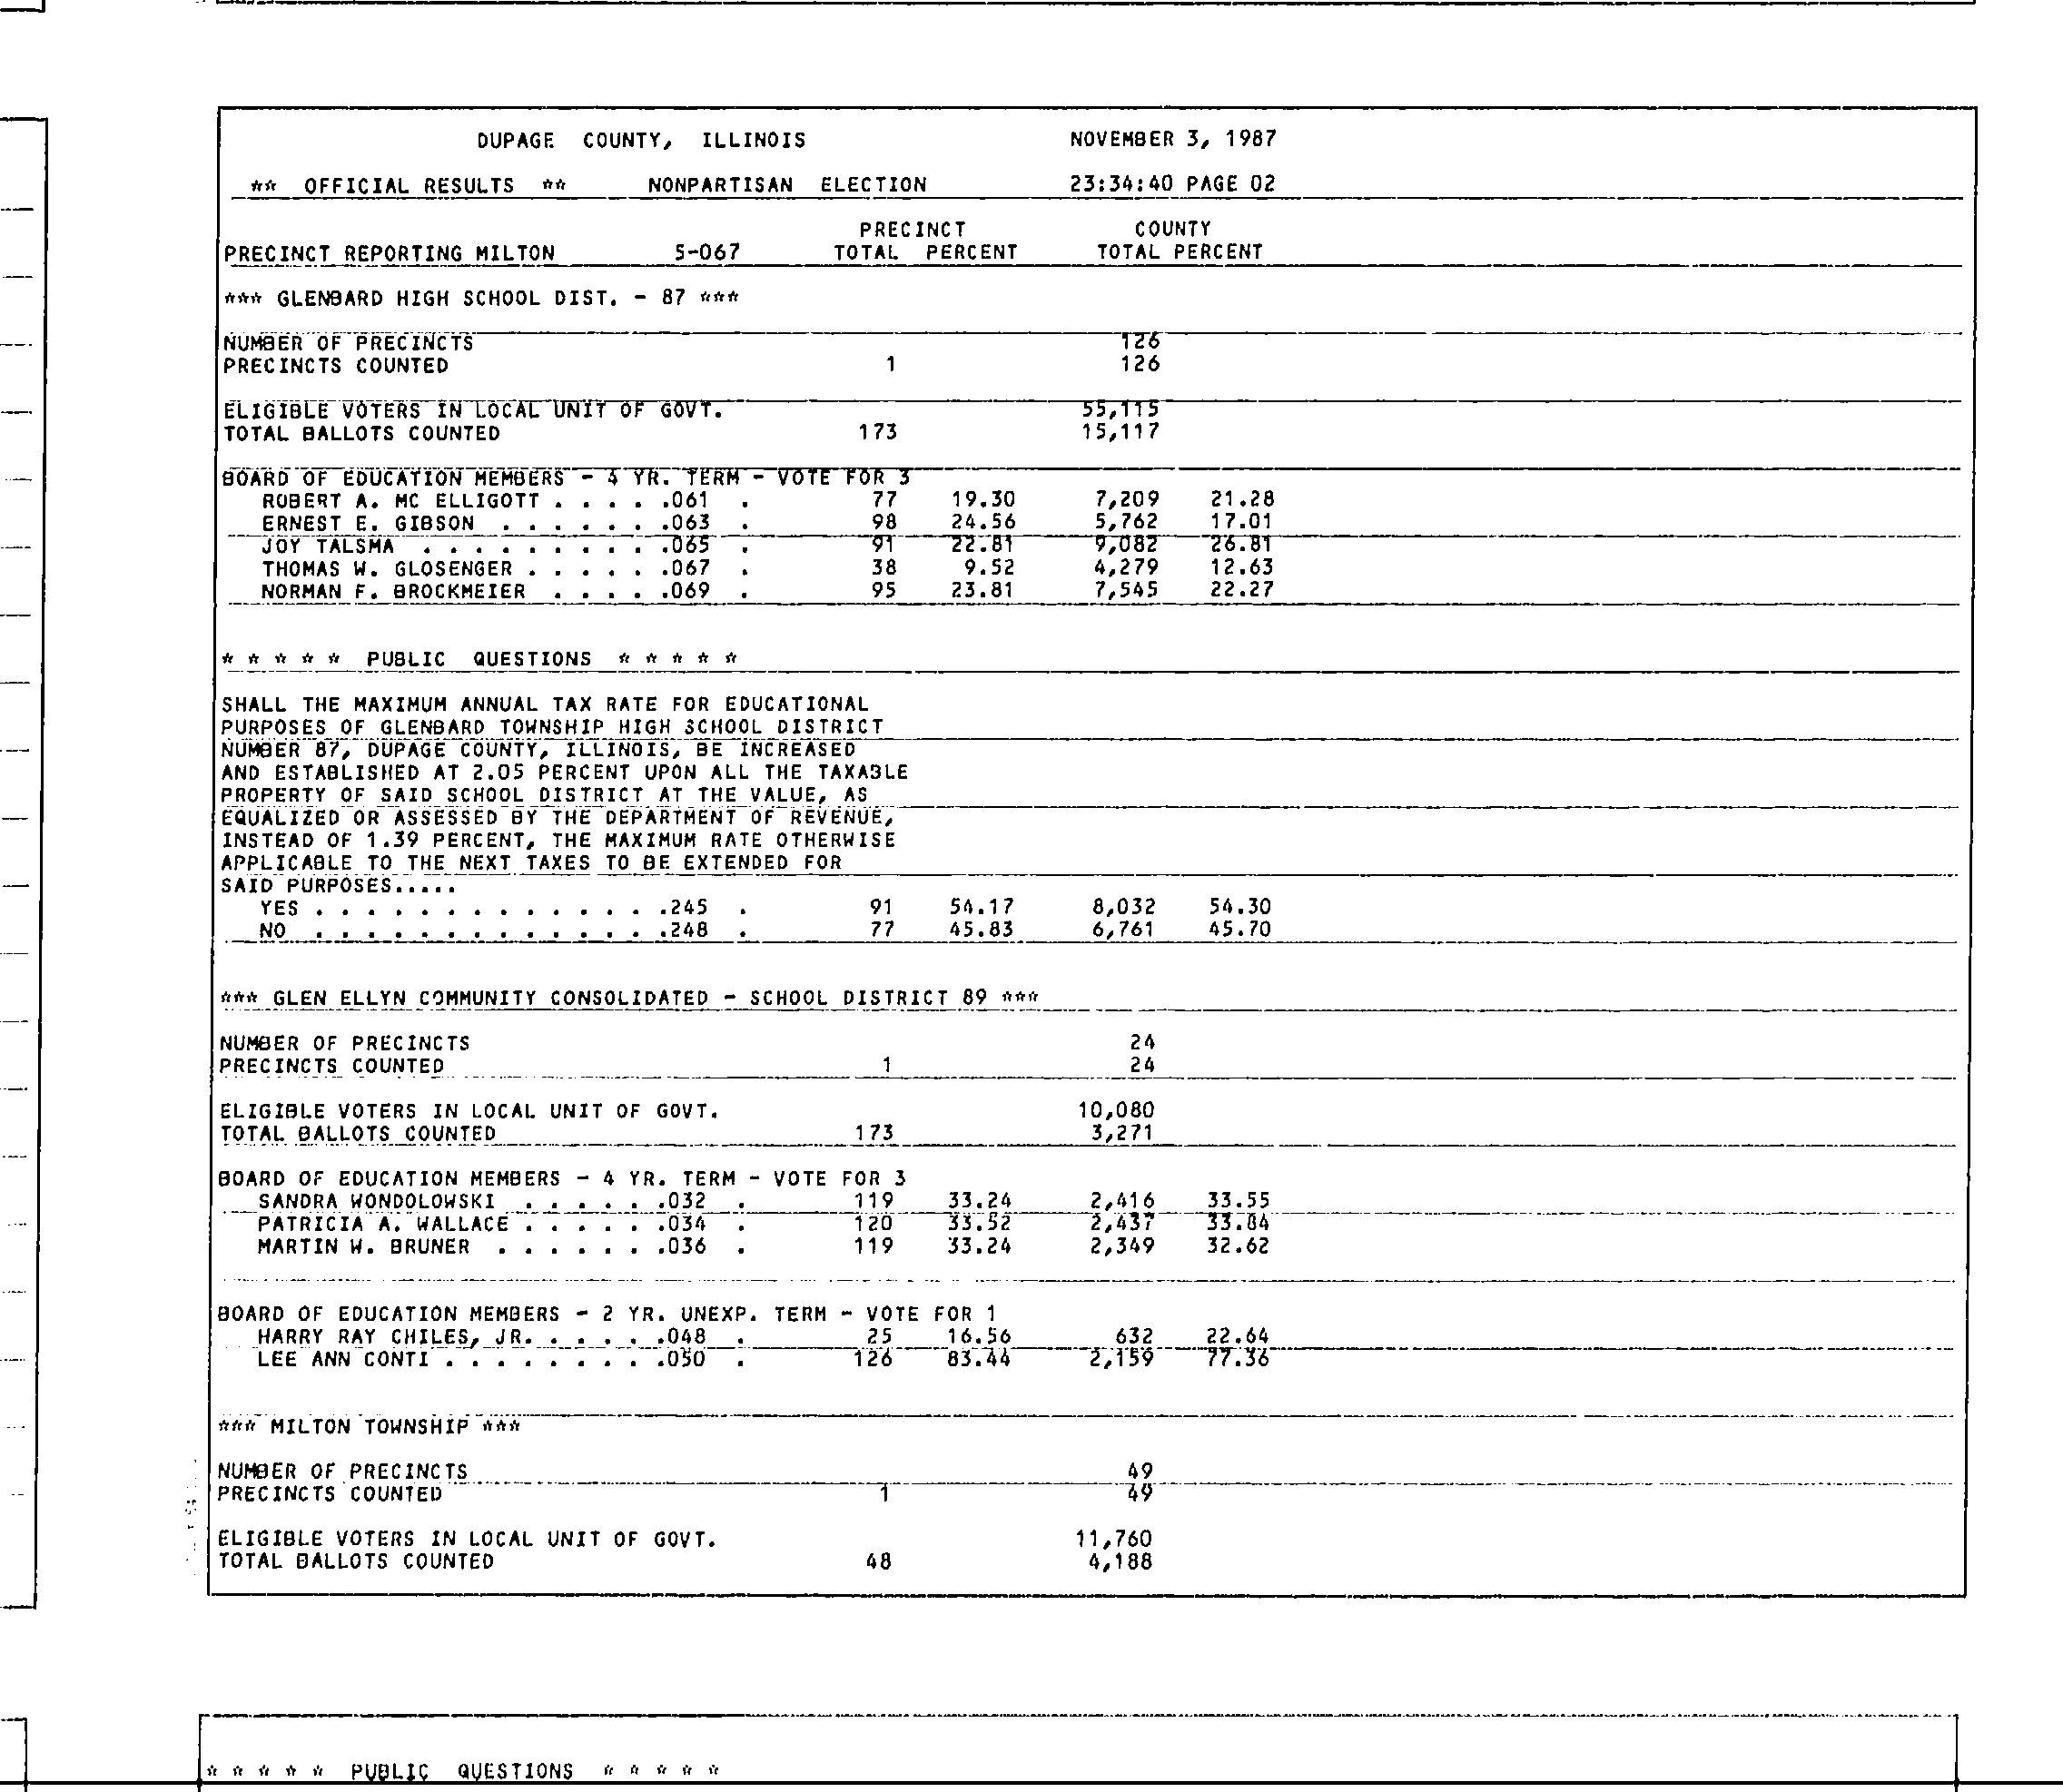 DUPAGE COUNTY, ILLINOIS NOVEMBER 3, 1987
** OFFICIAL RESULTS ** NONPARTISAN ELECTION 23:34:40 PAGE 02
PRECINCT COUNTY
PRECINCT REPORTING MILTON 5-067 TOTAL PERCENT TOTAL PERCENT
*** GLENBARD HIGH SCHOOL DIST. - 87 ***
NUMBER OF PRECINCTS 126
PRECINCTS COUNTED 1 126
ELIGIBLE VOTERS IN LOCAL UNIT OF GOVT. 55,115
TOTAL BALLOTS COUNTED 173 15,117
BOARD OF EDUCATION MEMBERS - 4 YR. TERM - VOTE FOR 3
ROBERT A. MC ELLIGOTT . . . . .061 . 77 19.30 7,209 21.28
ERNEST E. GIBSON . . . . . . .063 . 98 24.56 5,762 17.01
JOY TALSMA . . . . . . . . . .065 . 91 22.81 9,082 26.81
THOMAS W. GLOSENGER . . . . . .067 . 38 9.52 4,279 12.63
NORMAN F. BROCKMEIER . . . . .069 . 95 23.81 7,545 22.27
* * * * * PUBLIC QUESTIONS * * * * *
SHALL THE MAXIMUM ANNUAL TAX RATE FOR EDUCATIONAL
PURPOSES OF GLENBARD TOWNSHIP HIGH SCHOOL DISTRICT
NUMBER 87, DUPAGE COUNTY, ILLINOIS, BE INCREASED
AND ESTABLISHED AT 2.05 PERCENT UPON ALL THE TAXABLE
PROPERTY OF SAID SCHOOL DISTRICT AT THE VALUE, AS
EQUALIZED OR ASSESSED BY THE DEPARTMENT OF REVENUE,
INSTEAD OF 1.39 PERCENT, THE MAXIMUM RATE OTHERWISE
APPLICABLE TO THE NEXT TAXES TO BE EXTENDED FOR
SAID PURPOSES.....
YES . . . . . . . . . . . . . .245 . 91 54.17 8,032 54.30
NO . . . . . . . . . . . . . .248 . 77 45.83 6,761 45.70
*** GLEN ELLYN COMMUNITY CONSOLIDATED - SCHOOL DISTRICT 89 ***
NUMBER OF PRECINCTS 24
PRECINCTS COUNTED 1 24
ELIGIBLE VOTERS IN LOCAL UNIT OF GOVT. 10,080
TOTAL BALLOTS COUNTED 173 3,271
BOARD OF EDUCATION MEMBERS - 4 YR. TERM - VOTE FOR 3
SANDRA WONDOLOWSKI . . . . . .032 . 119 33.24 2,416 33.55
PATRICIA A. WALLACE . . . . . .034 . 120 33.52 2,437 33.84
MARTIN W. BRUNER . . . . . . .036 . 119 33.24 2,349 32.62
BOARD OF EDUCATION MEMBERS - 2 YR. UNEXP. TERM - VOTE FOR 1
HARRY RAY CHILES, JR. . . . . .048 . 25 16.56 632 22.64
LEE ANN CONTI . . . . . . . . .050 . 126 83.44 2,159 77.36
*** MILTON TOWNSHIP ***
NUMBER OF PRECINCTS 49
PRECINCTS COUNTED 1 49
ELIGIBLE VOTERS IN LOCAL UNIT OF GOVT. 11,760
TOTAL BALLOTS COUNTED 48 4,188
* * * * * PUBLIC QUESTIONS * * * * *